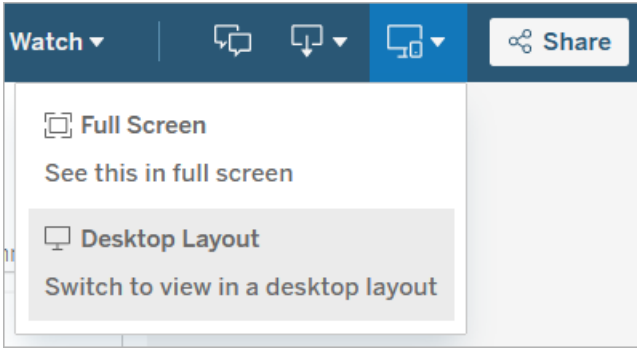 Watch
Share
Full Screen
See this in full screen
Desktop Layout
Switch to view in a desktop layout